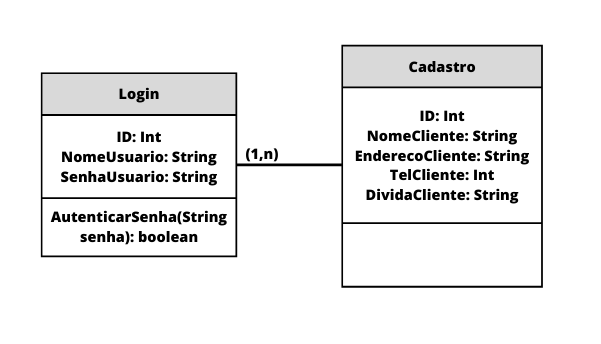 Login
ID: Int
NomeUsuario: String
SenhaUsuario: String
AutenticarSenha(String
senha): boolean
(1,n)
Cadastro
ID: Int
NomeCliente: String
EnderecoCliente: String
TelCliente: Int
DividaCliente: String